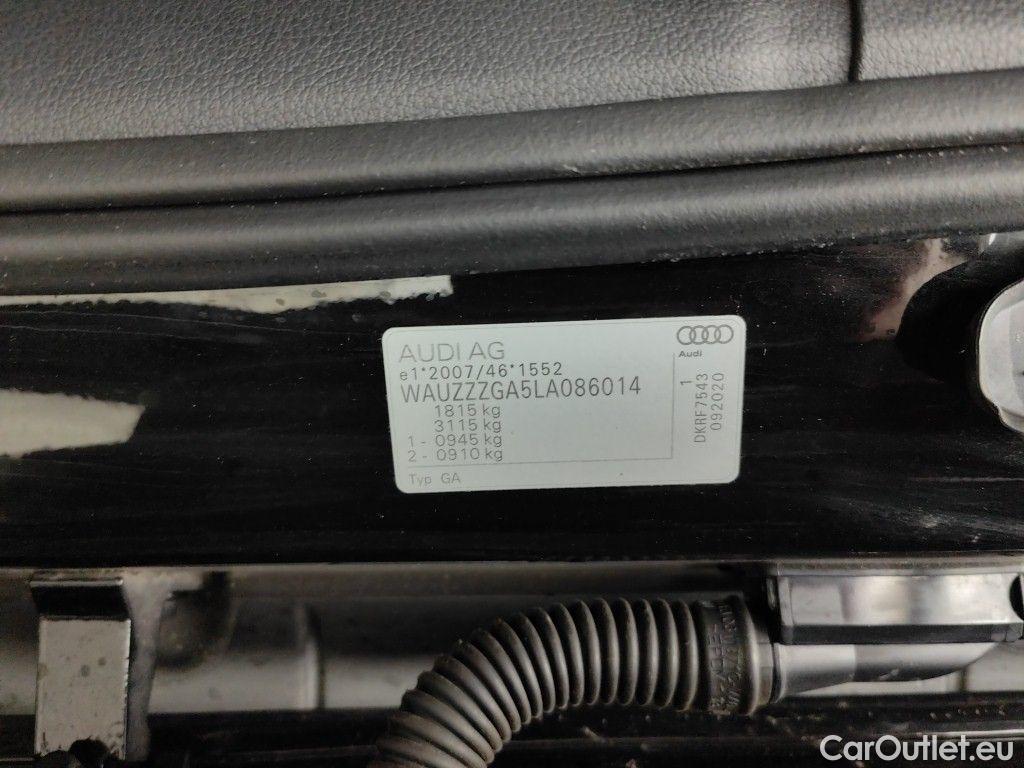 AUDI AG
Audi
e1*2007/46*1552
WAUZZZGA5LA086014
1815 kg
3115 kg
1 - 0945 kg
2 - 0910 kg
Typ GA
1
DKRF7543
092020
CarOutlet.eu